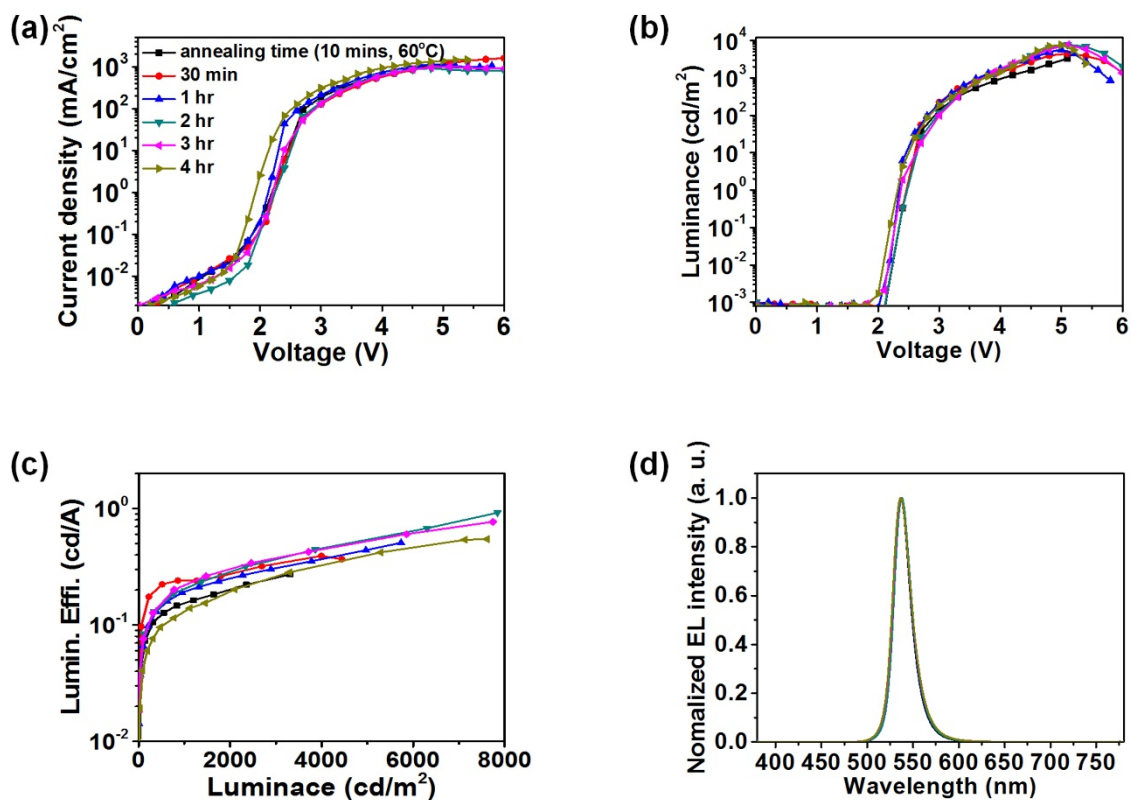 (a)
Current density (mA/cm²)
10³
10²
10¹
10⁰
10⁻¹
10⁻²
annealing time (10 mins, 60°C)
30 min
1 hr
2 hr
3 hr
4 hr
0 1 2 3 4 5 6
Voltage (V)
(b)
Luminance (cd/m²)
10⁴
10³
10²
10¹
10⁰
10⁻¹
10⁻²
10⁻³
0 1 2 3 4 5 6
Voltage (V)
(c)
Lumin. Effi. (cd/A)
10⁰
10⁻¹
10⁻²
0 2000 4000 6000 8000
Luminace (cd/m²)
(d)
Nomalized EL intensity (a. u.)
1.0
0.8
0.6
0.4
0.2
0.0
400 450 500 550 600 650 700 750
Wavelength (nm)